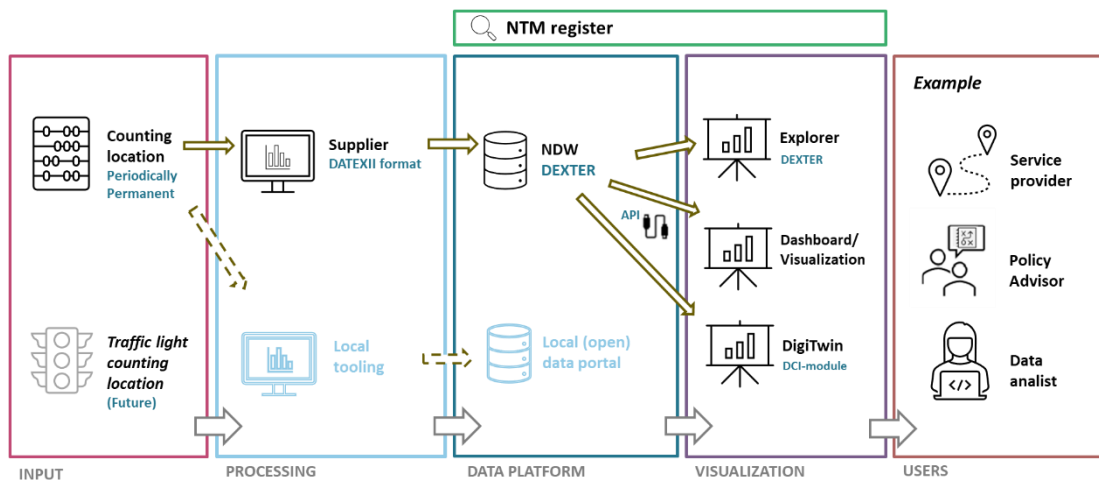 NTM register
Counting
location
Periodically
Permanent
Traffic light
counting
location
(Future)
INPUT
Supplier
DATEXII format
Local
tooling
PROCESSING
NDW
DEXTER
API
Local (open)
data portal
DATA PLATFORM
Explorer
DEXTER
Dashboard/
Visualization
DigiTwin
DCI-module
VISUALIZATION
Example
Service
provider
Policy
Advisor
Data
analist
</>
USERS